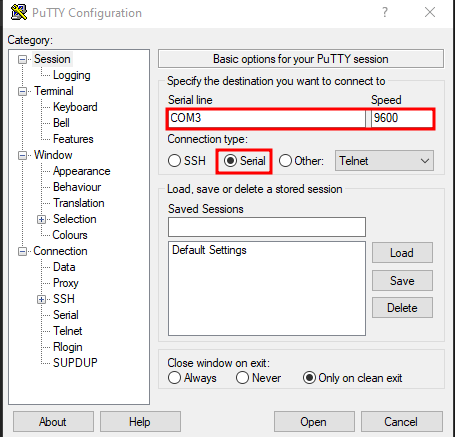 PuTTY Configuration
Category:
Session
Logging
Terminal
Keyboard
Bell
Features
Window
Appearance
Behaviour
Translation
Selection
Colours
Connection
Data
Proxy
SSH
Serial
Telnet
Rlogin
SUPDUP
Basic options for your PuTTY session
Specify the destination you want to connect to
Serial line Speed
COM3 9600
Connection type:
SSH Serial Other: Telnet
Load, save or delete a stored session
Saved Sessions
Default Settings
Load
Save
Delete
Close window on exit:
Always Never Only on clean exit
About Help Open Cancel